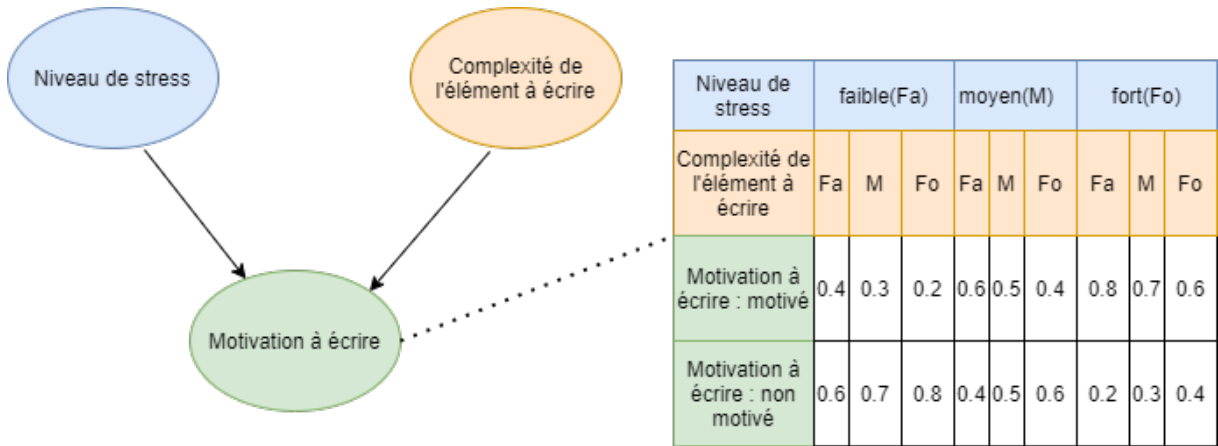 Niveau de stress
Complexité de
l'élément à écrire
Motivation à écrire
Niveau de
stress
faible(Fa)
moyen(M)
fort(Fo)
Complexité de
l'élément à
écrire
Fa
M
Fo
Fa
M
Fo
Fa
M
Fo
Motivation à
écrire : motivé
0.4
0.3
0.2
0.6
0.5
0.4
0.8
0.7
0.6
Motivation à
écrire : non
motivé
0.6
0.7
0.8
0.4
0.5
0.6
0.2
0.3
0.4